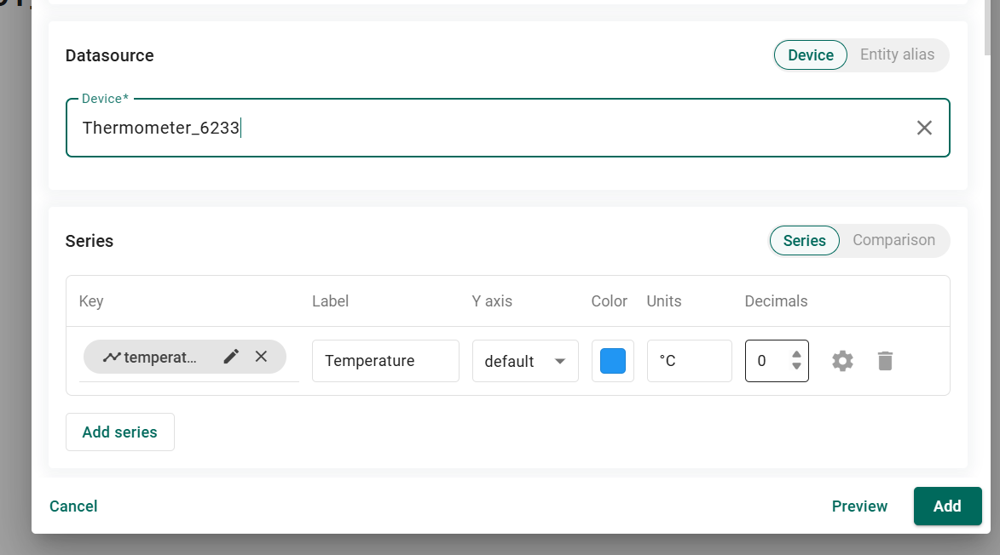 Datasource
Device
Entity alias
Device*
Thermometer_6233
Series
Series
Comparison
Key
Label
Y axis
Color
Units
Decimals
temperat...
Temperature
default
°C
0
Add series
Cancel
Preview
Add